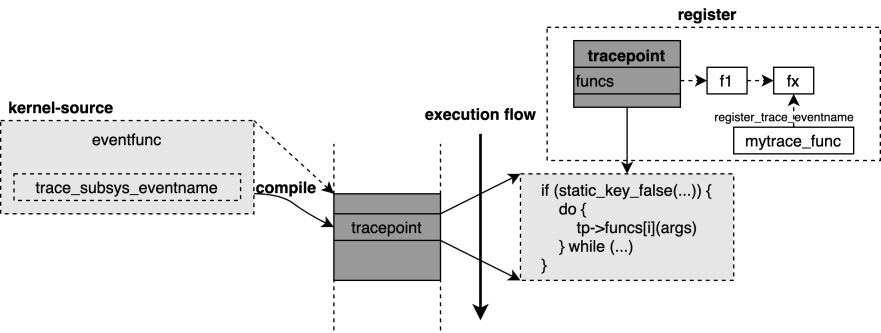 register
tracepoint
funcs
f1
fx
register_trace_eventname
mytrace_func
kernel-source
eventfunc
trace_subsys_eventname
compile
execution flow
tracepoint
if (static_key_false(...)) {
do {
tp->funcs[i](args)
} while (...)
}